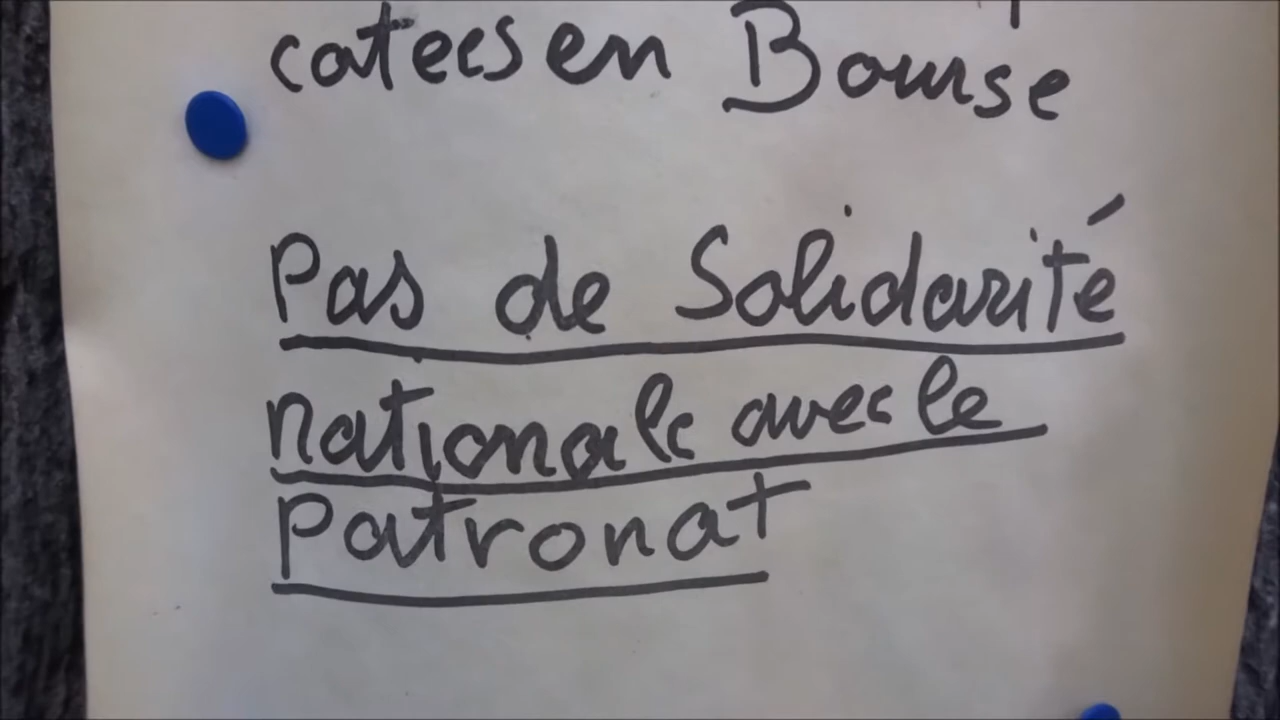 cotees en Bourse
Pas de Solidarité
nationale avec le
Patronat